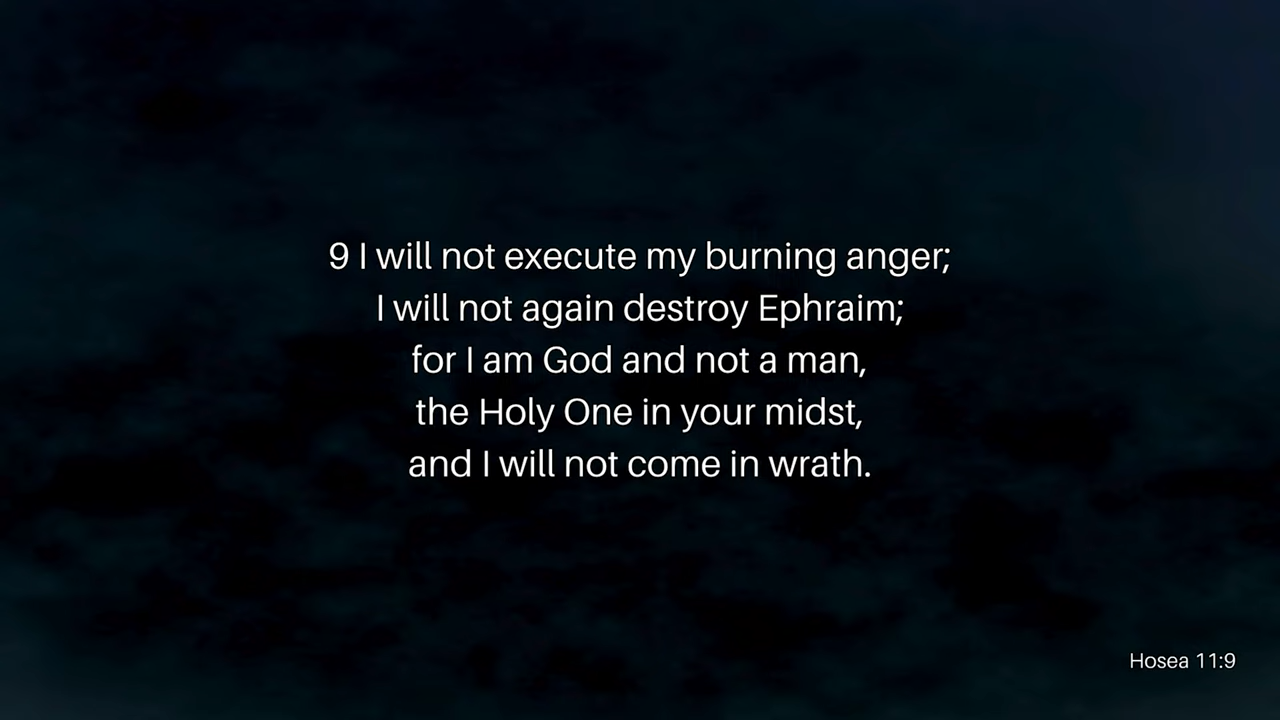 9 I will not execute my burning anger;
I will not again destroy Ephraim;
for I am God and not a man,
the Holy One in your midst,
and I will not come in wrath.
Hosea 11:9